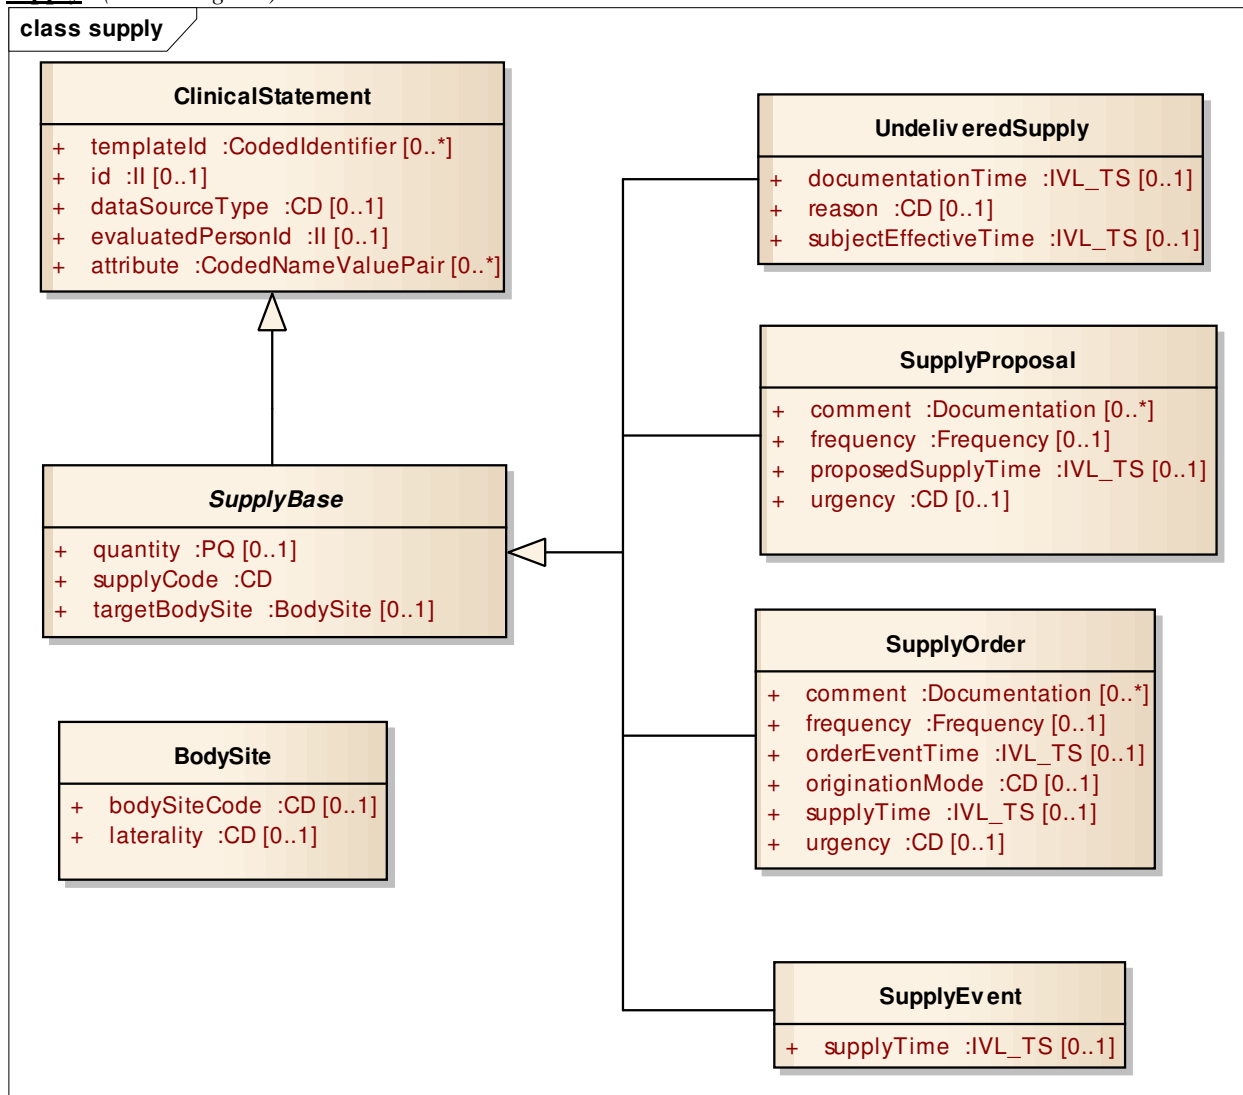 class supply
ClinicalStatement
+ templateId :CodedIdentifier [0..*]
+ id :II [0..1]
+ dataSourceType :CD [0..1]
+ evaluatedPersonId :II [0..1]
+ attribute :CodedNameValuePair [0..*]
SupplyBase
+ quantity :PQ [0..1]
+ supplyCode :CD
+ targetBodySite :BodySite [0..1]
BodySite
+ bodySiteCode :CD [0..1]
+ laterality :CD [0..1]
UndeliveredSupply
+ documentationTime :IVL_TS [0..1]
+ reason :CD [0..1]
+ subjectEffectiveTime :IVL_TS [0..1]
SupplyProposal
+ comment :Documentation [0..*]
+ frequency :Frequency [0..1]
+ proposedSupplyTime :IVL_TS [0..1]
+ urgency :CD [0..1]
SupplyOrder
+ comment :Documentation [0..*]
+ frequency :Frequency [0..1]
+ orderEventTime :IVL_TS [0..1]
+ originationMode :CD [0..1]
+ supplyTime :IVL_TS [0..1]
+ urgency :CD [0..1]
SupplyEvent
+ supplyTime :IVL_TS [0..1]